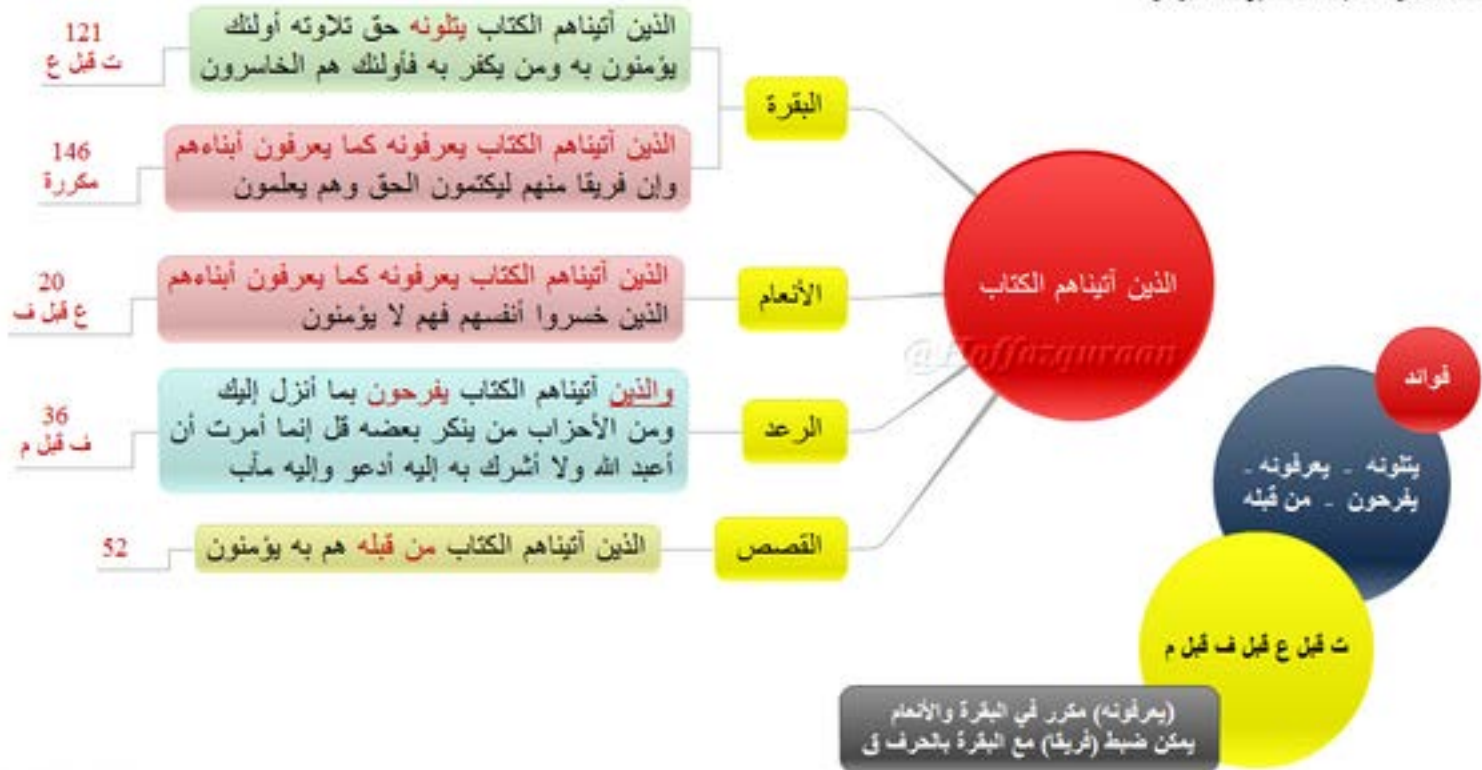 الذين آتيناهم الكتاب
البقرة
الذين آتيناهم الكتاب يتلونه حق تلاوته أولئك
يؤمنون به ومن يكفر به فأولئك هم الخاسرون
121
ت قبل ع
الذين آتيناهم الكتاب يعرفونه كما يعرفون أبناءهم
وإن فريقا منهم ليكتمون الحق وهم يعلمون
146
مكررة
الأنعام
الذين آتيناهم الكتاب يعرفونه كما يعرفون أبناءهم
الذين خسروا أنفسهم فهم لا يؤمنون
20
ع قبل ف
الرعد
والذين آتيناهم الكتاب يفرحون بما أنزل إليك
ومن الأحزاب من ينكر بعضه قل إنما أمرت أن
أعبد الله ولا أشرك به إليه أدعو وإليه مآب
36
ف قبل م
القصص
الذين آتيناهم الكتاب من قبله هم به يؤمنون
52
@Hoffazquraan
فوائد
يتلونه - يعرفونه -
يفرحون - من قبله
ت قبل ع قبل ف قبل م
(يعرفونه) مكرر في البقرة والأنعام
يمكن ضبط (فريقا) مع البقرة بالحرف ق